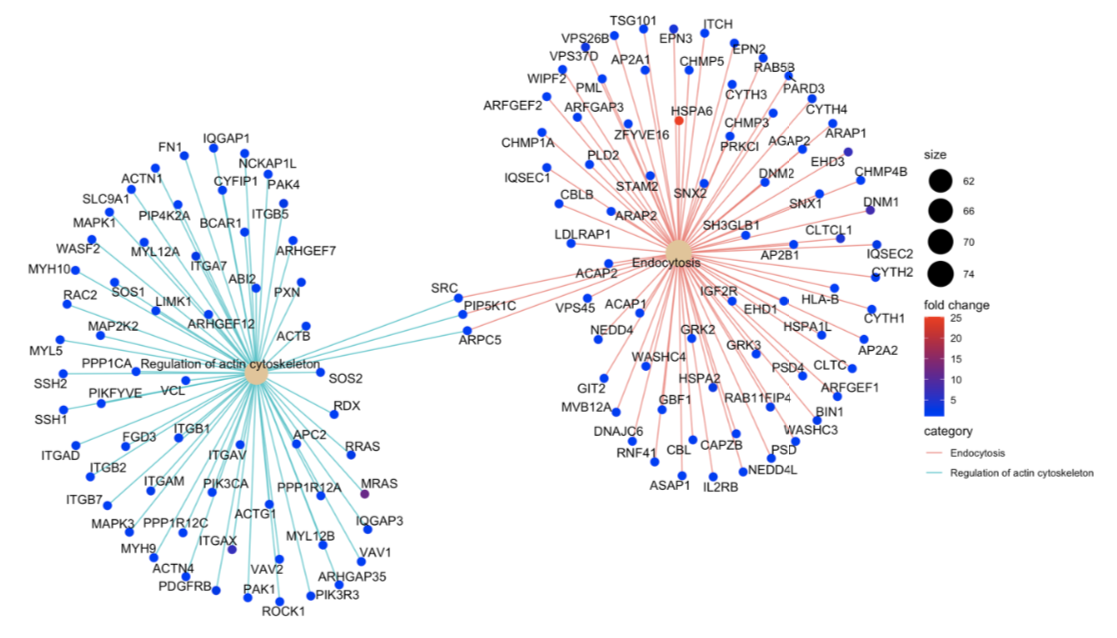 TSG101
ITCH
VPS26B
EPN3
EPN2
VPS37D
AP2A1
CHMP5
RAB5B
WIPF2
PML
CYTH3
PARD3
ARFGEF2
ARFGAP3
HSPA6
CYTH4
CHMP3
ZFYVE16
ARAP1
CHMP1A
PRKCI
AGAP2
PLD2
EHD3
IQSEC1
STAM2
DNM2
CHMP4B
CBLB
SNX2
SNX1
DNM1
ARAP2
SH3GLB1
CLTCL1
LDLRAP1
AP2B1
IQSEC2
Endocytosis
ACAP2
CYTH2
IGF2R
HLA-B
VPS45
ACAP1
EHD1
CYTH1
NEDD4
GRK2
HSPA1L
GRK3
AP2A2
WASHC4
PSD4
CLTC
GIT2
HSPA2
ARFGEF1
MVB12A
GBF1
RAB11FIP4
BIN1
DNAJC6
WASHC3
RNF41
CBL
CAPZB
PSD
NEDD4L
ASAP1
IL2RB
SRC
PIP5K1C
ARPC5
IQGAP1
FN1
NCKAP1L
ACTN1
CYFIP1
PAK4
SLC9A1
PIP4K2A
ITGB5
MAPK1
BCAR1
WASF2
MYL12A
ARHGEF7
ITGA7
MYH10
ABI2
SOS1
PXN
RAC2
LIMK1
ARHGEF12
MAP2K2
ACTB
MYL5
PPP1CA
Regulation of actin cytoskeleton
SSH2
SOS2
PIKFYVE
VCL
SSH1
RDX
ITGB1
FGD3
APC2
ITGAD
ITGAV
RRAS
ITGB2
ITGAM
PIK3CA
PPP1R12A
MRAS
ITGB7
ACTG1
MAPK3
PPP1R12C
IQGAP3
ITGAX
MYL12B
MYH9
VAV1
ACTN4
VAV2
ARHGAP35
PDGFRB
PAK1
PIK3R3
ROCK1
size
62
66
70
74
fold change
25
20
15
10
5
category
Endocytosis
Regulation of actin cytoskeleton